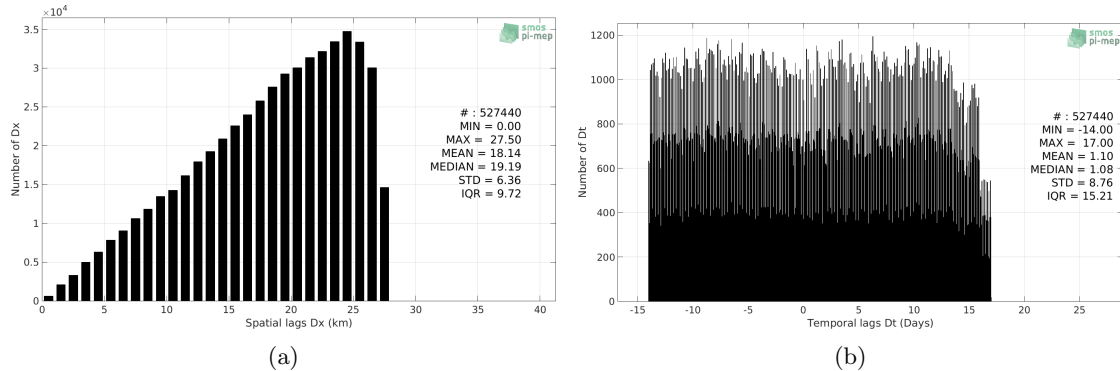 ×10⁴
3.5
3
2.5
2
1.5
1
0.5
0
Number of Dx
smos
pi-mep
# : 527440
MIN = 0.00
MAX = 27.50
MEAN = 18.14
MEDIAN = 19.19
STD = 6.36
IQR = 9.72
0 5 10 15 20 25 30 35 40
Spatial lags Dx (km)
(a)
1200
1000
800
600
400
200
0
Number of Dt
smos
pi-mep
# : 527440
MIN = -14.00
MAX = 17.00
MEAN = 1.10
MEDIAN = 1.08
STD = 8.76
IQR = 15.21
-15 -10 -5 0 5 10 15 20 25
Temporal lags Dt (Days)
(b)